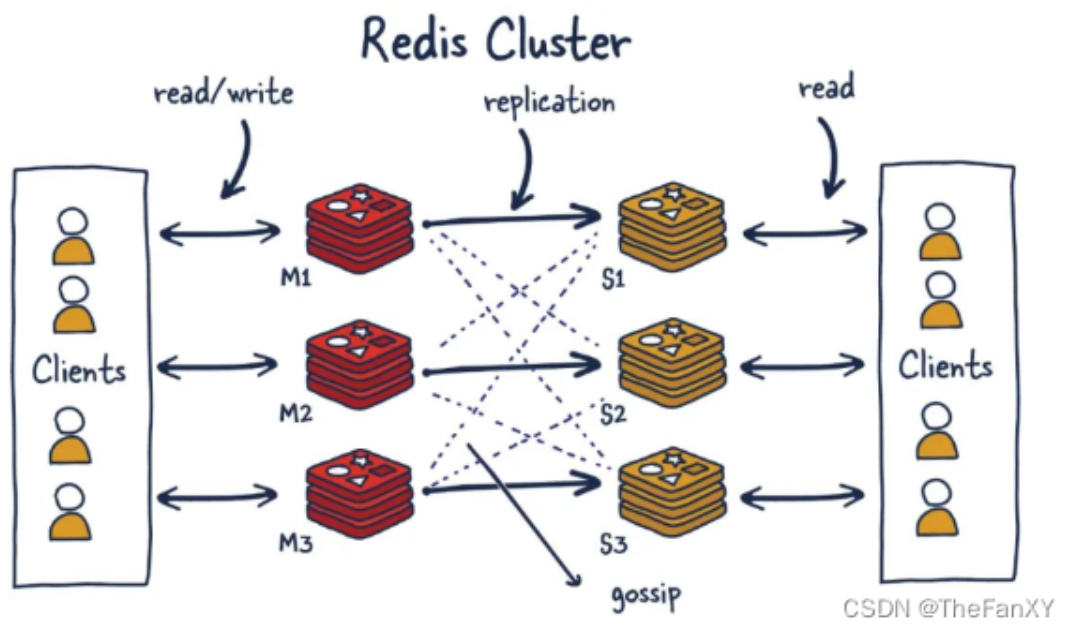 Redis Cluster
read/write
replication
read
Clients
M1
S1
M2
S2
Clients
M3
S3
gossip
CSDN @TheFanXY